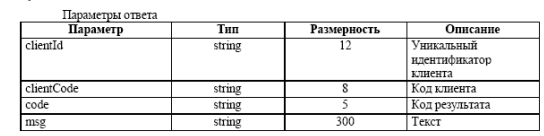 Параметры ответа
Параметр Тип Размерность Описание
clientId string 12 Уникальный
идентификатор
клиента
clientCode string 8 Код клиента
code string 5 Код результата
msg string 300 Текст